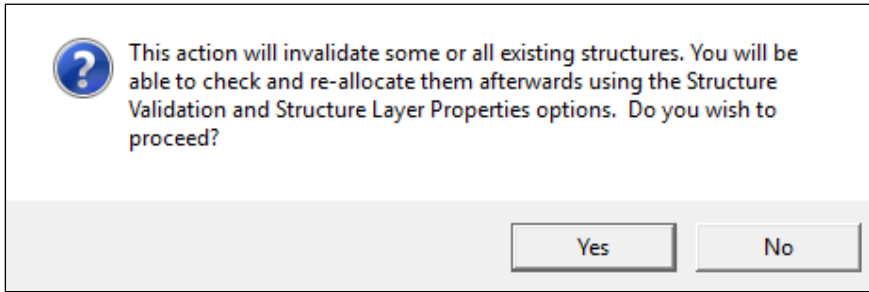 This action will invalidate some or all existing structures. You will be
able to check and re-allocate them afterwards using the Structure
Validation and Structure Layer Properties options.  Do you wish to
proceed?
Yes
No